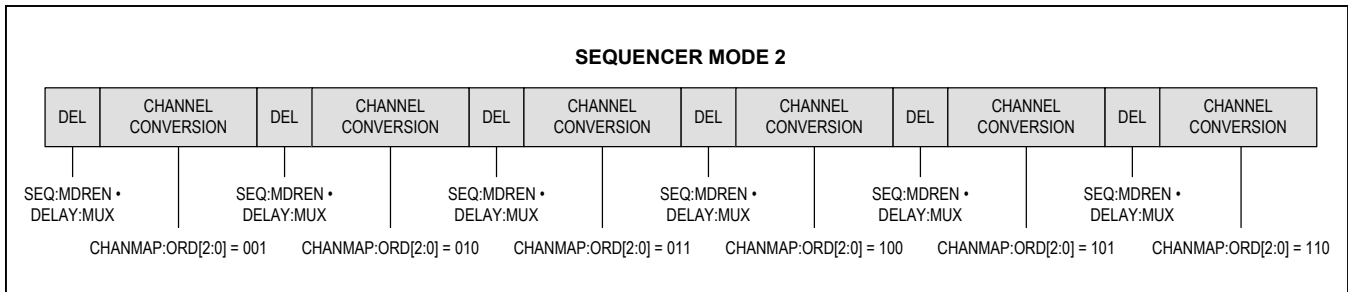 SEQUENCER MODE 2
DEL
CHANNEL
CONVERSION
DEL
CHANNEL
CONVERSION
DEL
CHANNEL
CONVERSION
DEL
CHANNEL
CONVERSION
DEL
CHANNEL
CONVERSION
DEL
CHANNEL
CONVERSION
SEQ:MDREN •
DELAY:MUX
SEQ:MDREN •
DELAY:MUX
SEQ:MDREN •
DELAY:MUX
SEQ:MDREN •
DELAY:MUX
SEQ:MDREN •
DELAY:MUX
SEQ:MDREN •
DELAY:MUX
CHANMAP:ORD[2:0] = 001
CHANMAP:ORD[2:0] = 010
CHANMAP:ORD[2:0] = 011
CHANMAP:ORD[2:0] = 100
CHANMAP:ORD[2:0] = 101
CHANMAP:ORD[2:0] = 110